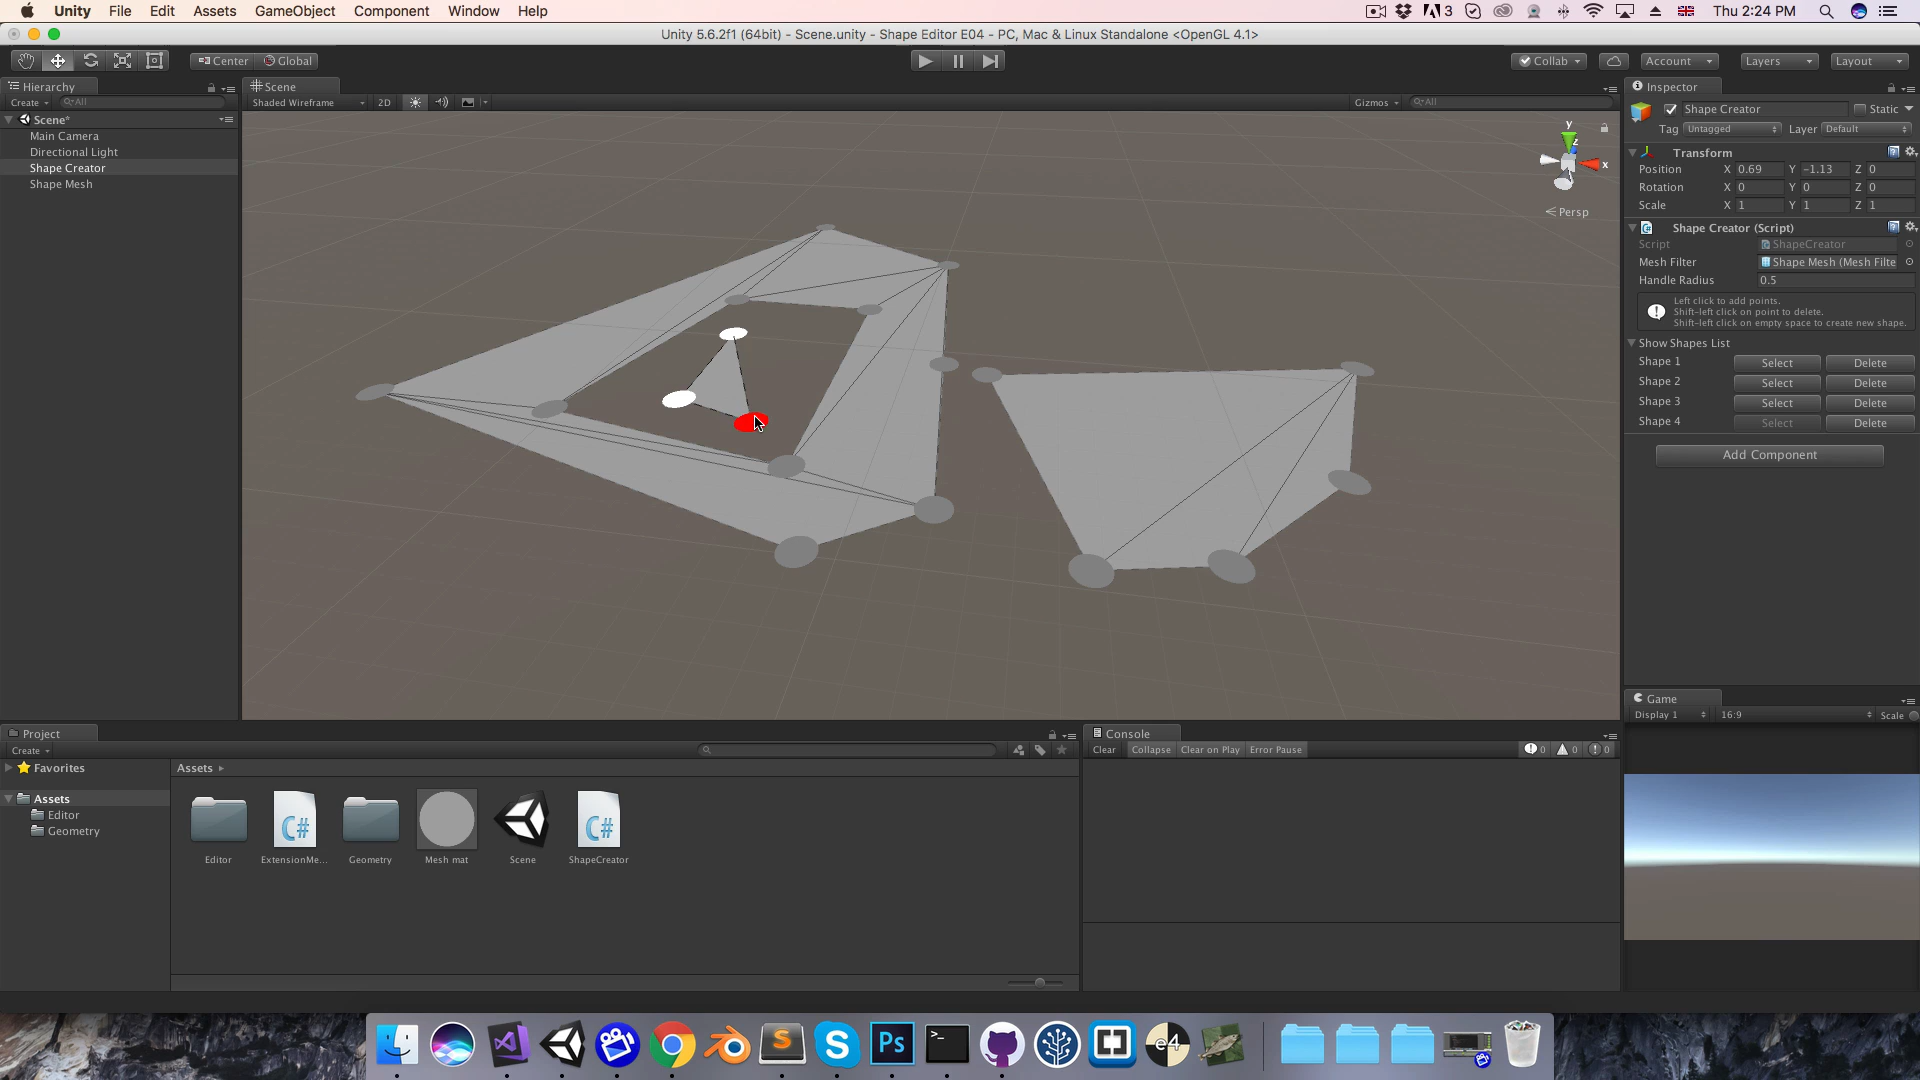 Unity File Edit Assets GameObject Component Window Help
3 Thu 2:24 PM
Unity 5.6.2f1 (64bit) - Scene.unity - Shape Editor E04 - PC, Mac & Linux Standalone <OpenGL 4.1>
Center Global
Collab Account Layers Layout
Hierarchy
Create All
Scene*
Main Camera
Directional Light
Shape Creator
Shape Mesh
Scene
Shaded Wireframe 2D Gizmos All
y
z
x
Persp
Inspector
Shape Creator Static
Tag Untagged Layer Default
Transform
Position X 0.69 Y -1.13 Z 0
Rotation X 0 Y 0 Z 0
Scale X 1 Y 1 Z 1
Shape Creator (Script)
Script ShapeCreator
Mesh Filter Shape Mesh (Mesh Filte
Handle Radius 0.5
Left click to add points.
Shift-left click on point to delete.
Shift-left click on empty space to create new shape.
Show Shapes List
Shape 1 Select Delete
Shape 2 Select Delete
Shape 3 Select Delete
Shape 4 Select Delete
Add Component
Game
Display 1 16:9 Scale
Project
Create
Favorites
Assets
Editor
Geometry
Assets
C# C#
Editor ExtensionMe... Geometry Mesh mat Scene ShapeCreator
Console
Clear Collapse Clear on Play Error Pause 0 0 0
S S Ps >_ e4